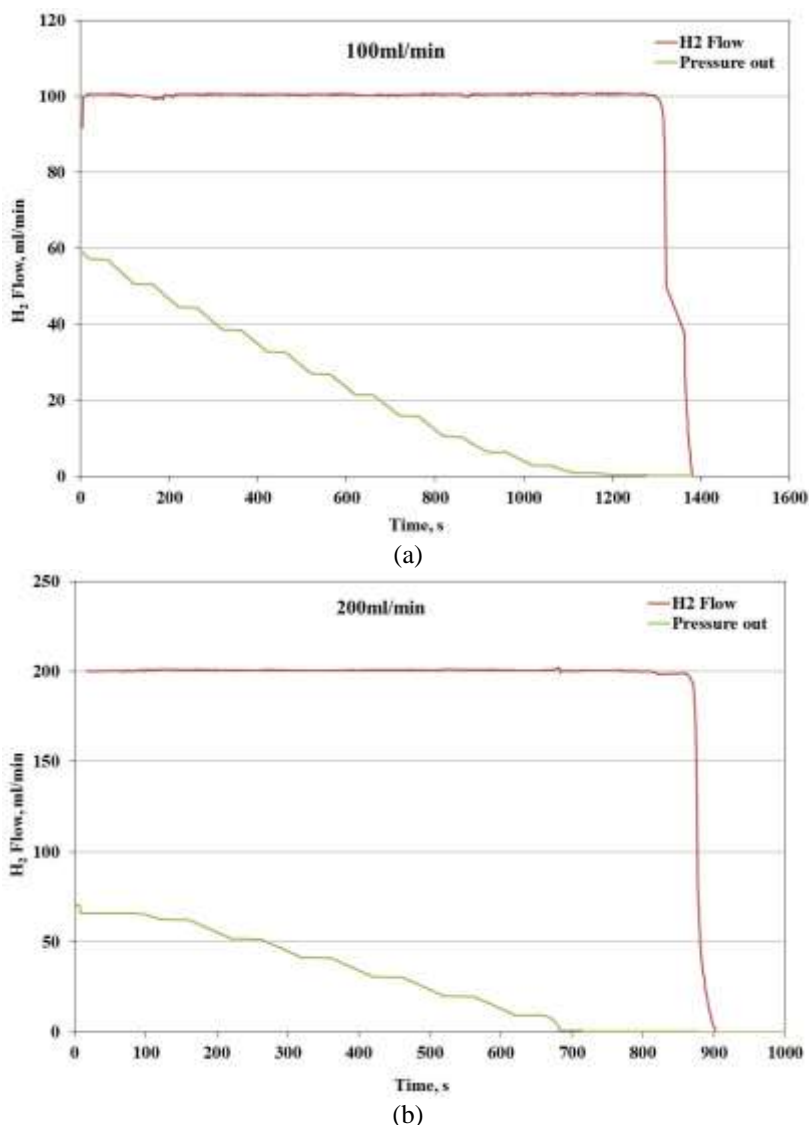 120
100ml/min
H2 Flow
Pressure out
100
80
60
40
20
0
H₂ Flow, ml/min
0 200 400 600 800 1000 1200 1400 1600
Time, s
(a)
250
200ml/min
H2 Flow
Pressure out
200
150
100
50
0
H₂ Flow, ml/min
0 100 200 300 400 500 600 700 800 900 1000
Time, s
(b)